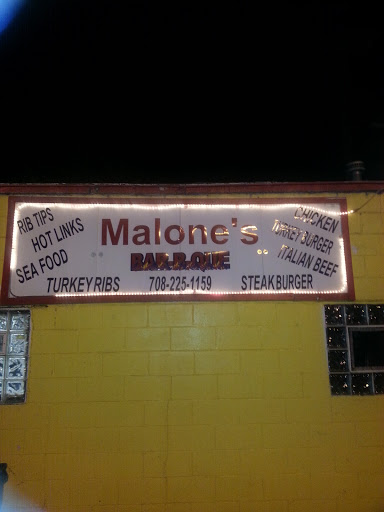 RIB TIPS
HOT LINKS
SEA FOOD
TURKEY RIBS
Malone's
BAR-B-QUE
708-225-1159
CHICKEN
TURKEY BURGER
ITALIAN BEEF
STEAK BURGER